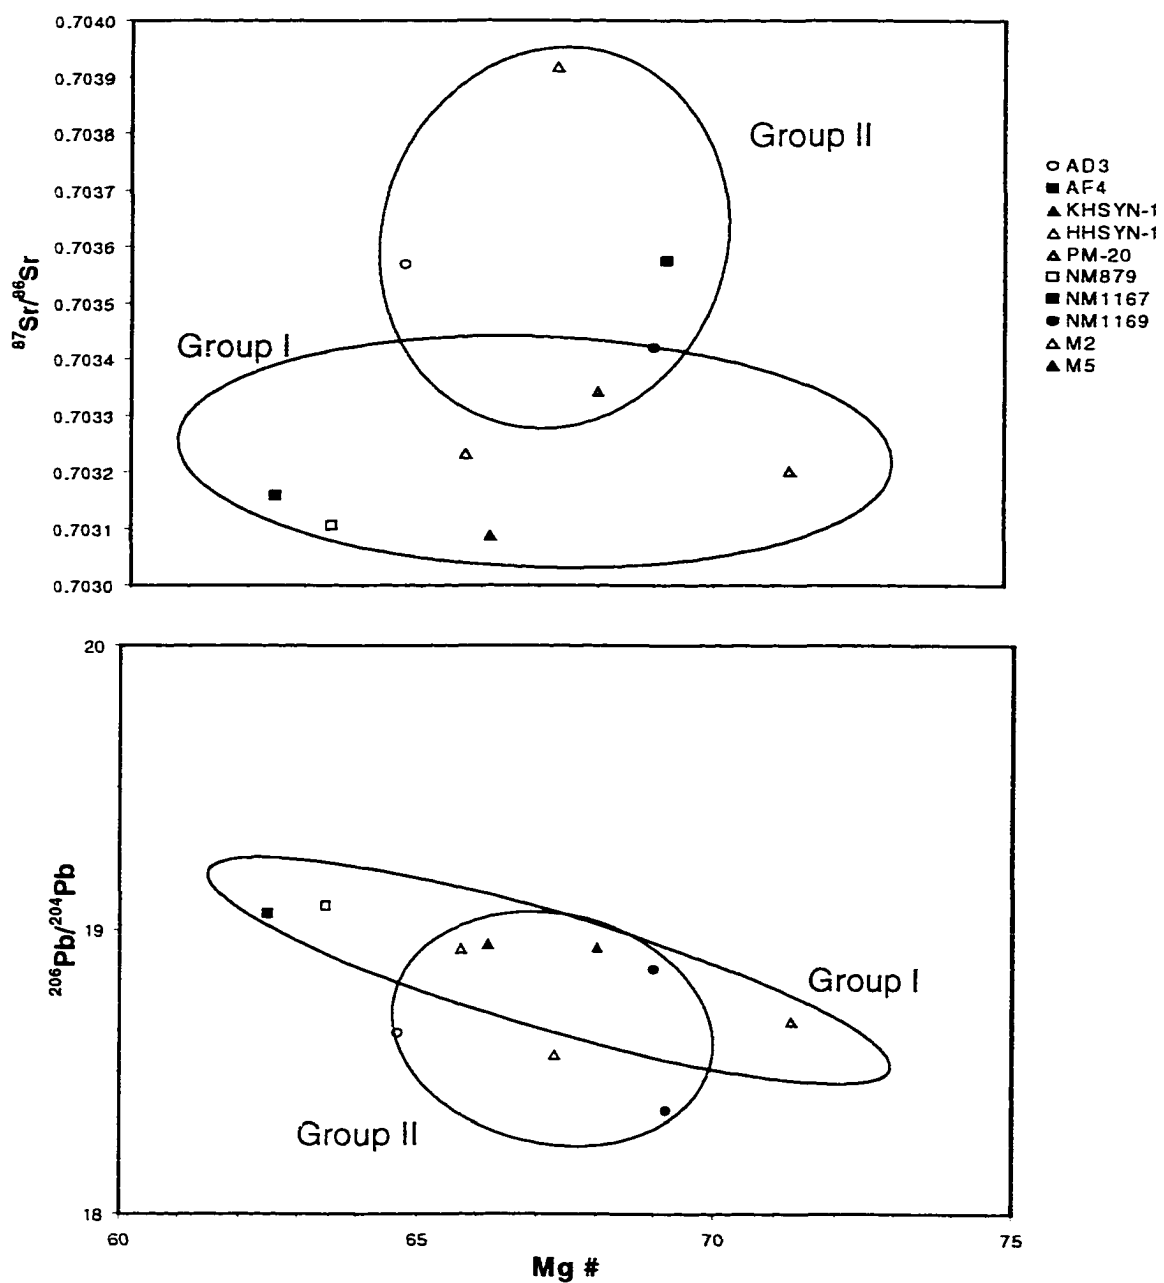 0.7040
0.7039
0.7038
0.7037
0.7036
0.7035
0.7034
0.7033
0.7032
0.7031
0.7030
87Sr/86Sr
Group II
Group I
AD3
AF4
KHSYN-1
HHSYN-1
PM-20
NM879
NM1167
NM1169
M2
M5
20
19
18
206Pb/204Pb
Group I
Group II
60 65 70 75
Mg #